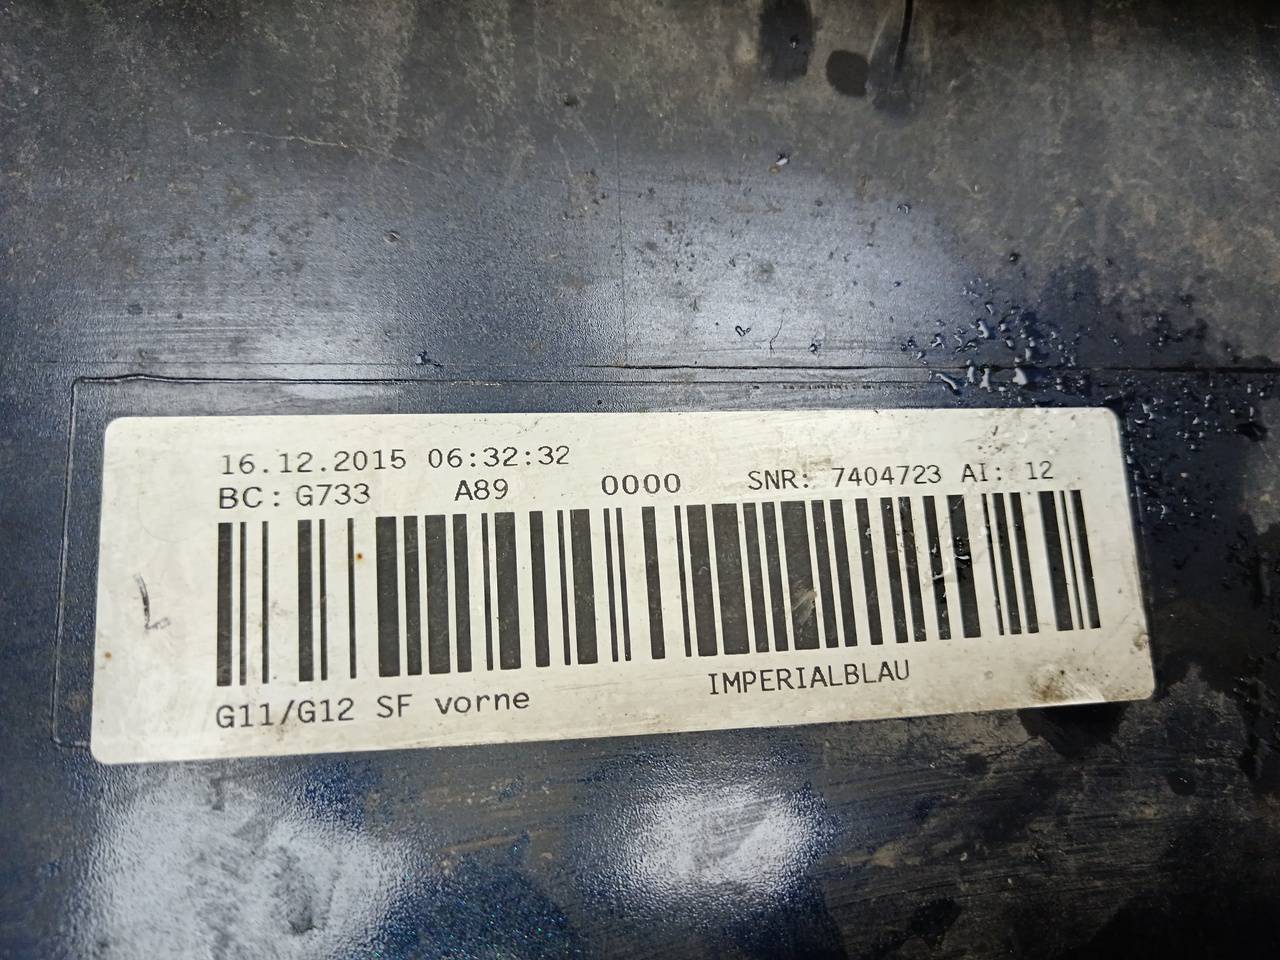 16.12.2015 06:32:32
BC: G733 A89 0000 SNR: 7404723 AI: 12
G11/G12 SF vorne IMPERIALBLAU